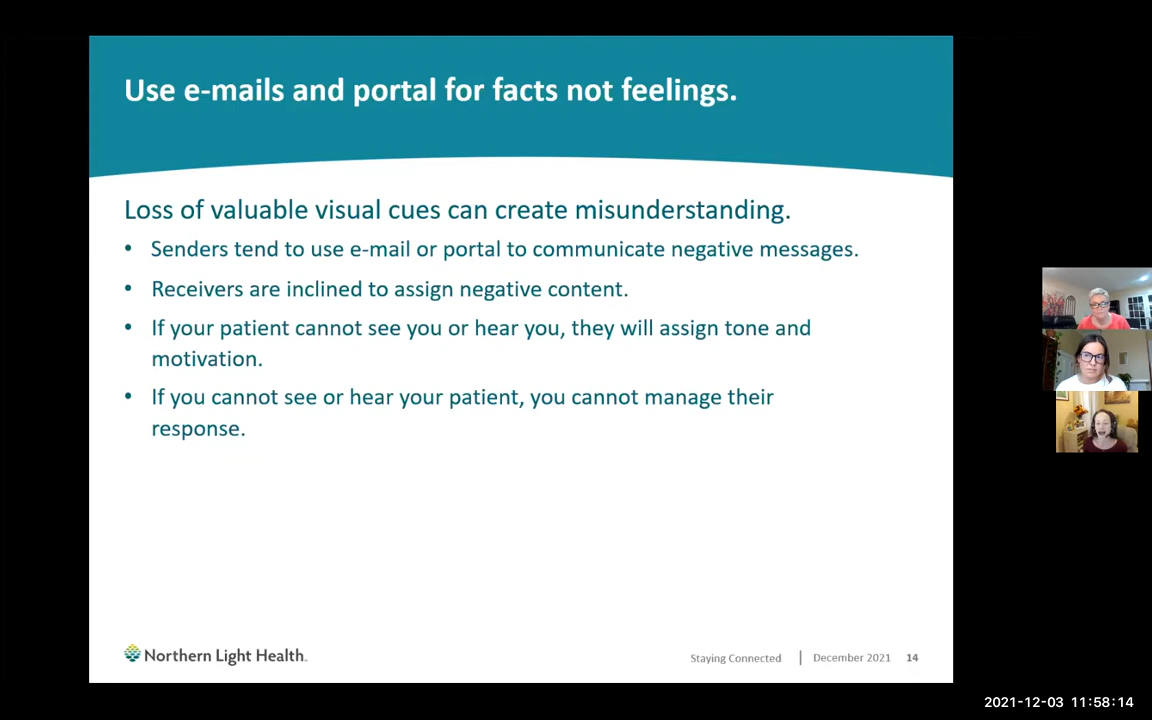 Use e-mails and portal for facts not feelings.
Loss of valuable visual cues can create misunderstanding.
• Senders tend to use e-mail or portal to communicate negative messages.
• Receivers are inclined to assign negative content.
• If your patient cannot see you or hear you, they will assign tone and
motivation.
• If you cannot see or hear your patient, you cannot manage their
response.
Northern Light Health.
Staying Connected | December 2021 14
2021-12-03 11:58:14